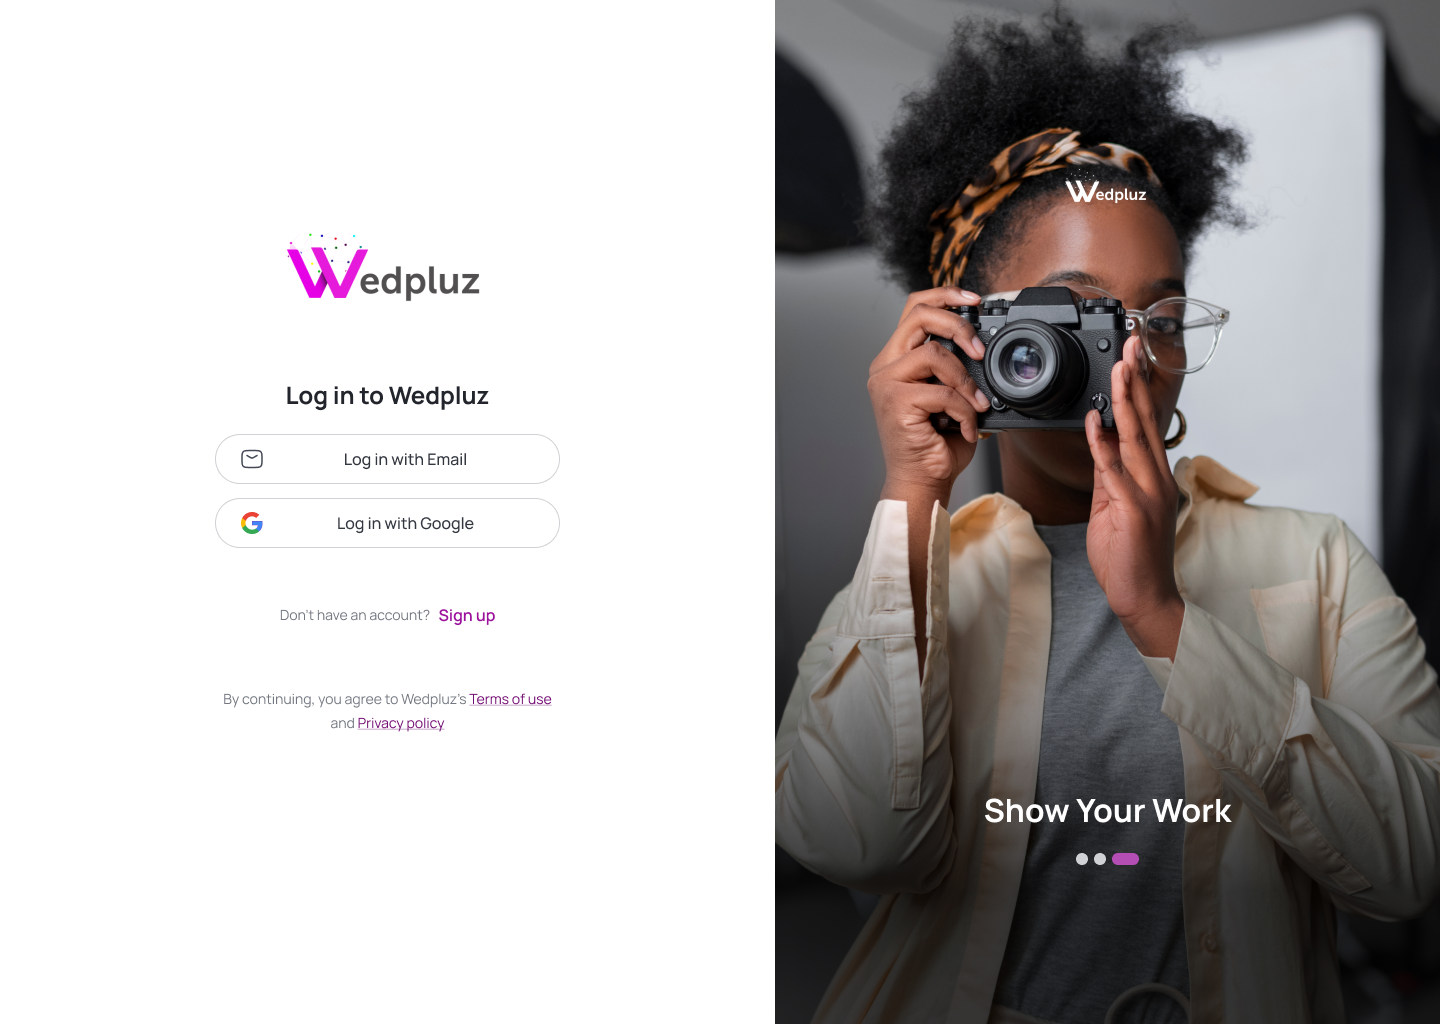 Wedpluz
Log in to Wedpluz
Log in with Email
Log in with Google
Don't have an account? Sign up
By continuing, you agree to Wedpluz's Terms of use
and Privacy policy
Wedpluz
Show Your Work